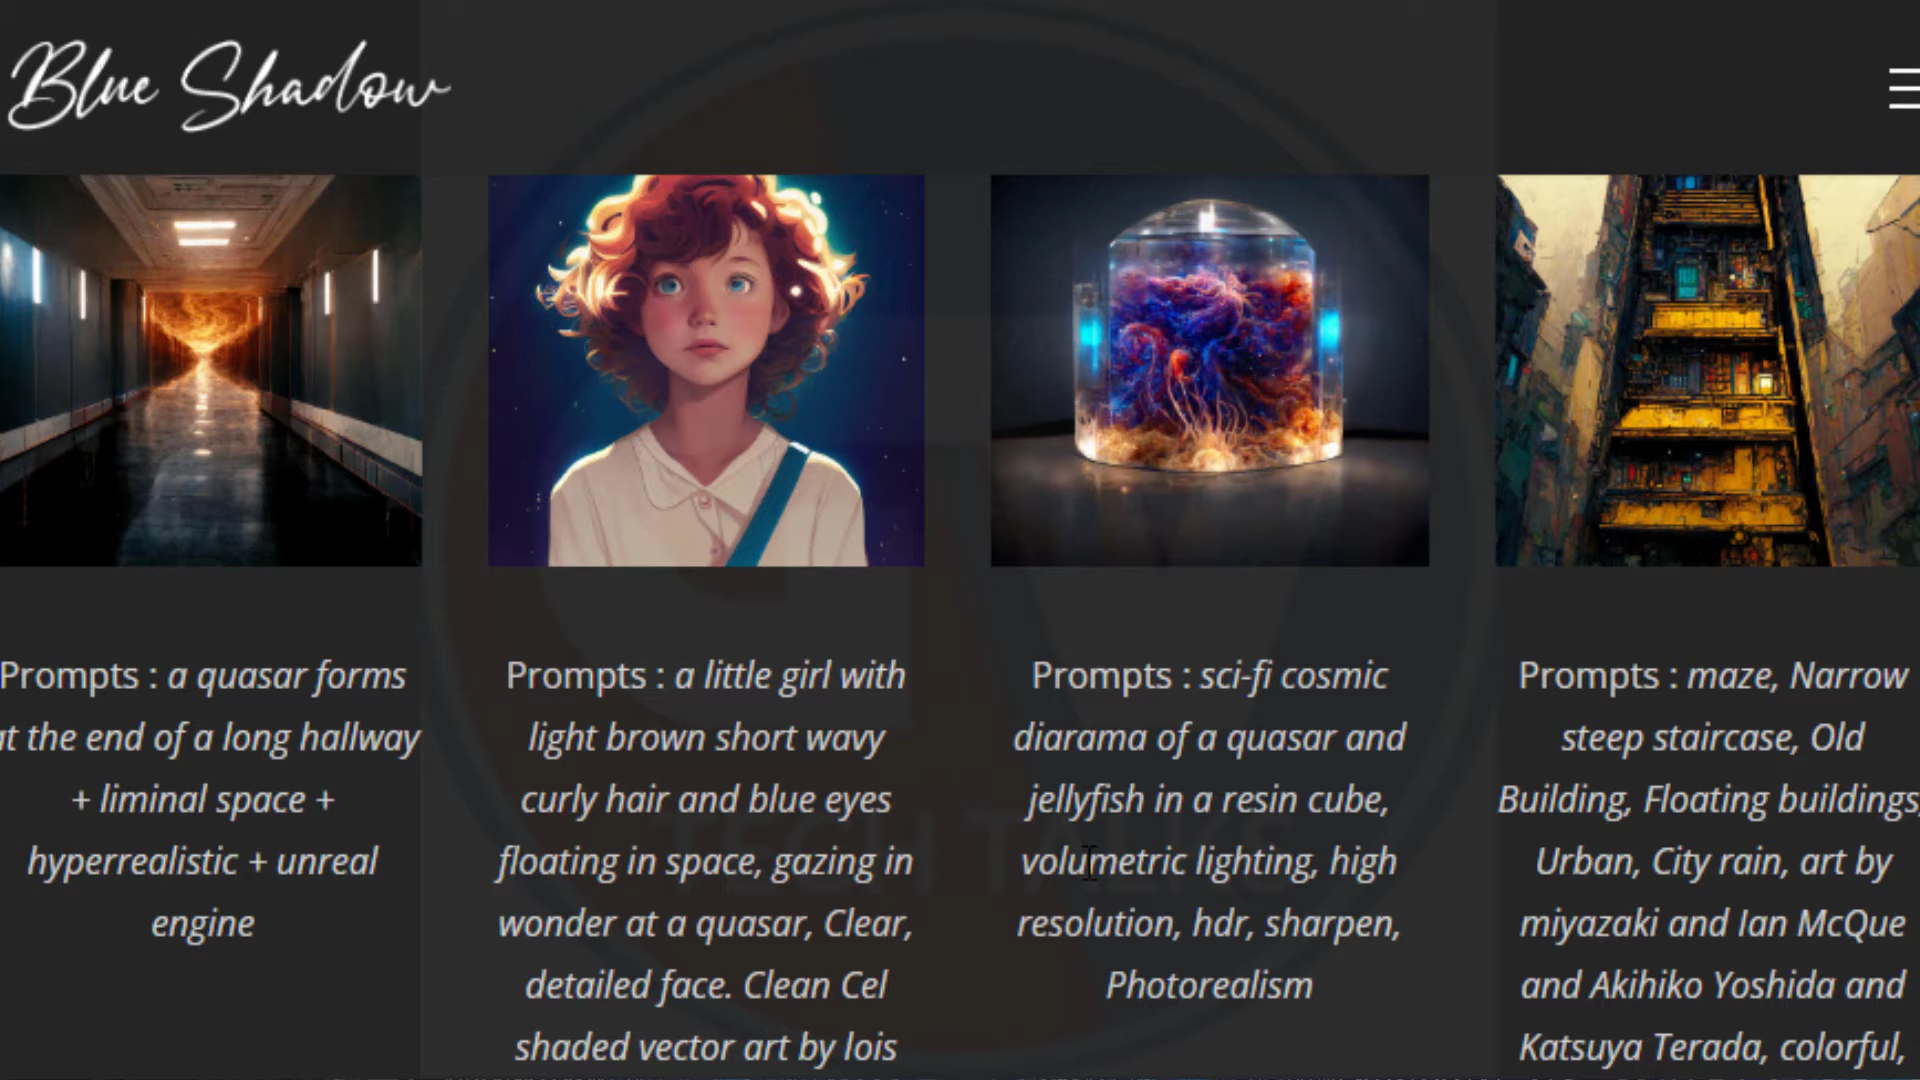 Blue Shadow
Prompts : a quasar forms
at the end of a long hallway
+ liminal space +
hyperrealistic + unreal
engine
Prompts : a little girl with
light brown short wavy
curly hair and blue eyes
floating in space, gazing in
wonder at a quasar, Clear,
detailed face. Clean Cel
shaded vector art by lois
Prompts : sci-fi cosmic
diarama of a quasar and
jellyfish in a resin cube,
volumetric lighting, high
resolution, hdr, sharpen,
Photorealism
Prompts : maze, Narrow
steep staircase, Old
Building, Floating buildings,
Urban, City rain, art by
miyazaki and Ian McQue
and Akihiko Yoshida and
Katsuya Terada, colorful,
TECH TALKS